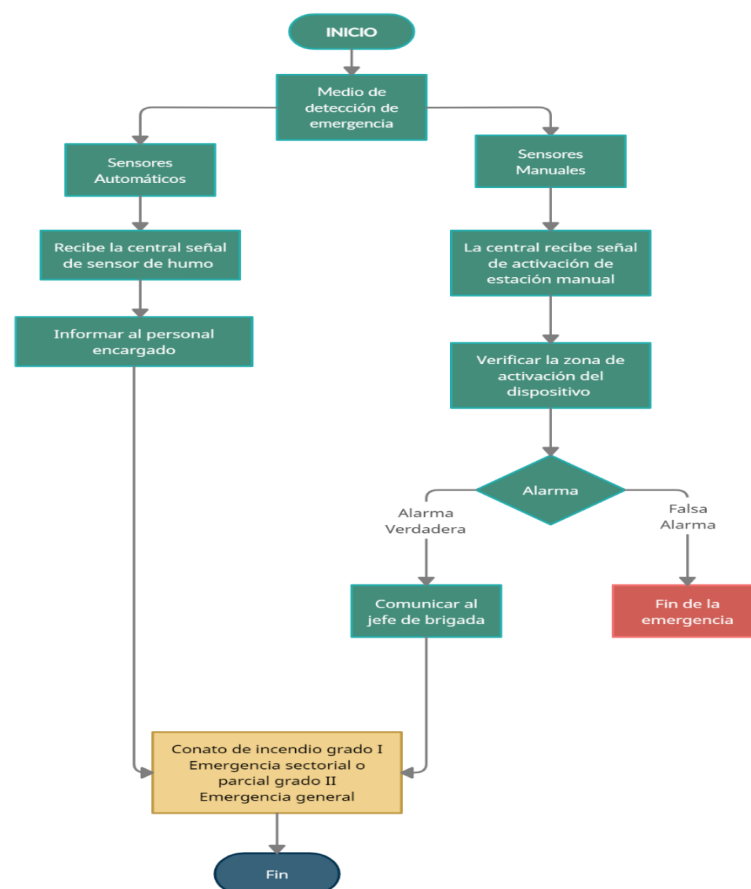 INICIO
Medio de
detección de
emergencia
Sensores
Automáticos
Sensores
Manuales
Recibe la central señal
de sensor de humo
La central recibe señal
de activación de
estación manual
Informar al personal
encargado
Verificar la zona de
activación del
dispositivo
Alarma
Alarma
Verdadera
Falsa
Alarma
Comunicar al
jefe de brigada
Fin de la
emergencia
Conato de incendio grado I
Emergencia sectorial o
parcial grado II
Emergencia general
Fin